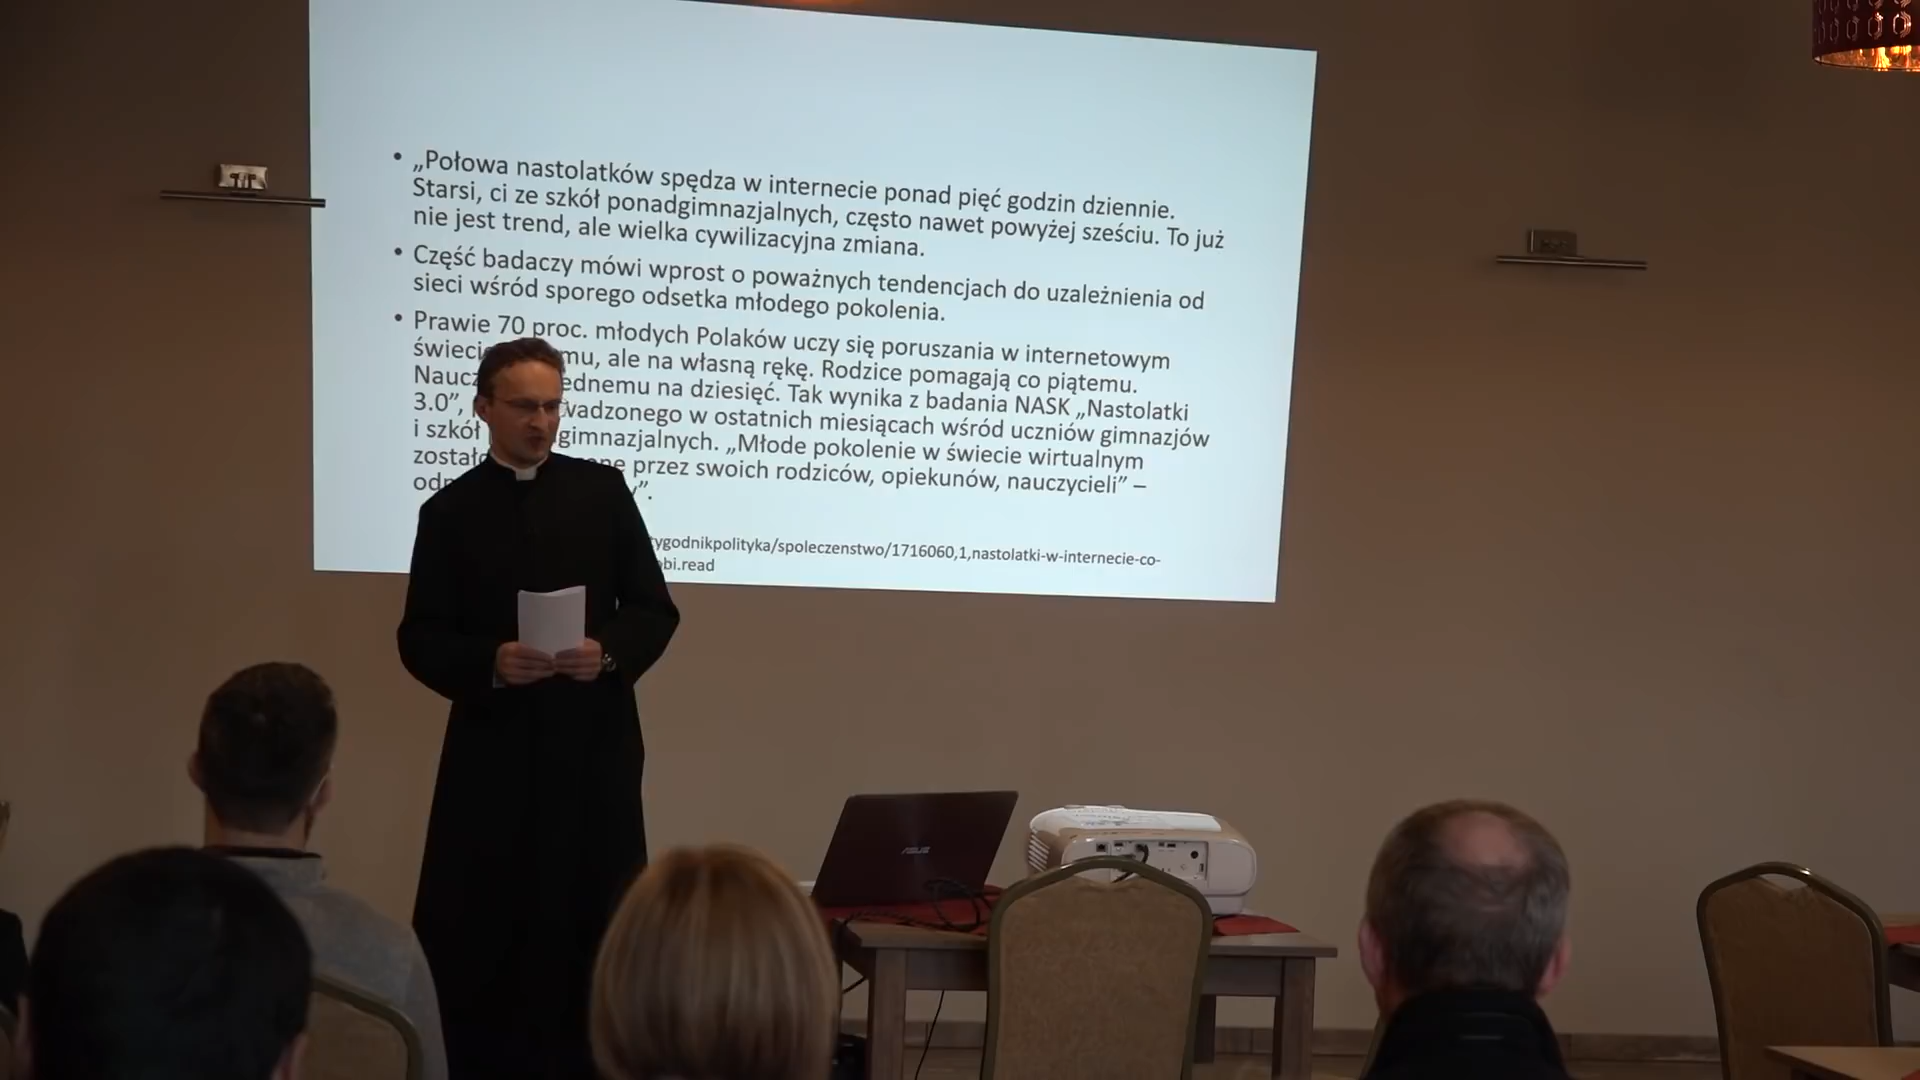 • „Połowa nastolatków spędza w internecie ponad pięć godzin dziennie.
Starsi, ci ze szkół ponadgimnazjalnych, często nawet powyżej sześciu. To już
nie jest trend, ale wielka cywilizacyjna zmiana.
• Część badaczy mówi wprost o poważnych tendencjach do uzależnienia od
sieci wśród sporego odsetka młodego pokolenia.
• Prawie 70 proc. młodych Polaków uczy się poruszania w internetowym
ale na własną rękę. Rodzice pomagają co piątemu.
na dziesięć. Tak wynika z badania NASK „Nastolatki
3.0”, w ostatnich miesiącach wśród uczniów gimnazjów
i szkół gimnazjalnych. „Młode pokolenie w świecie wirtualnym
przez swoich rodziców, opiekunów, nauczycieli” –
tygodnikpolityka/spoleczenstwo/1716060,1,nastolatki-w-internecie-co-
obi.read
ASUS